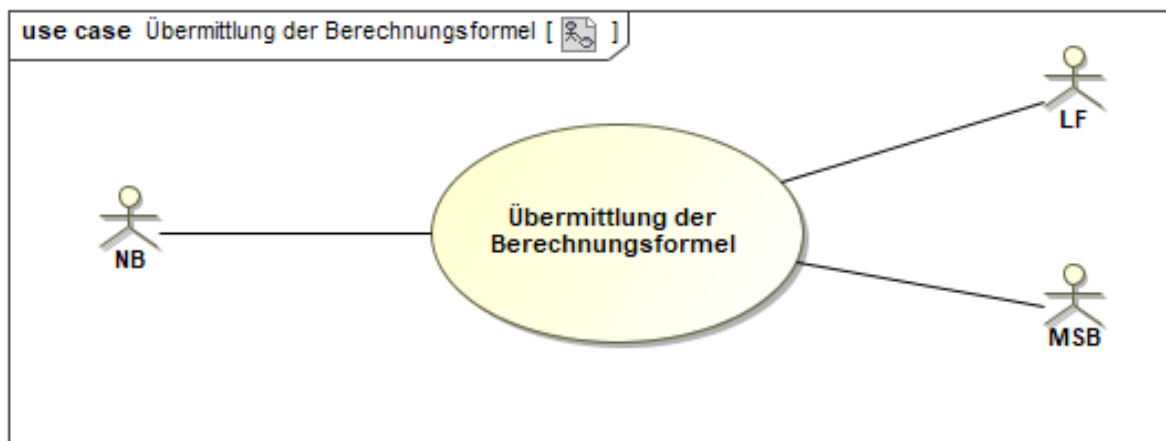 use case Übermittlung der Berechnungsformel [ ]
LF
Übermittlung der
Berechnungsformel
NB
MSB